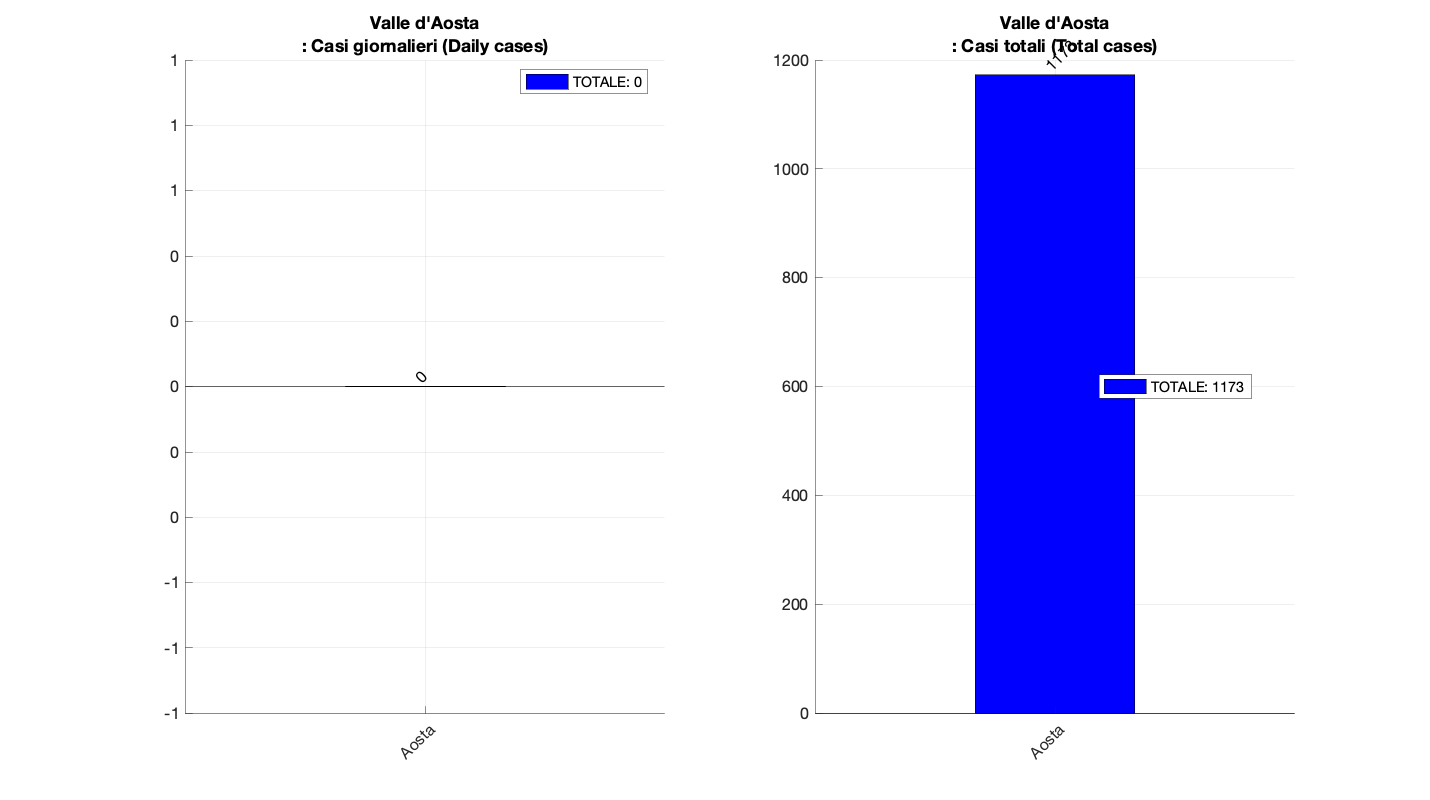 Valle d'Aosta
: Casi giornalieri (Daily cases)
1
1
1
0
0
0
0
0
-1
-1
-1
0
TOTALE: 0
Aosta
Valle d'Aosta
: Casi totali (Total cases)
1173
1200
1000
800
600
400
200
0
TOTALE: 1173
Aosta